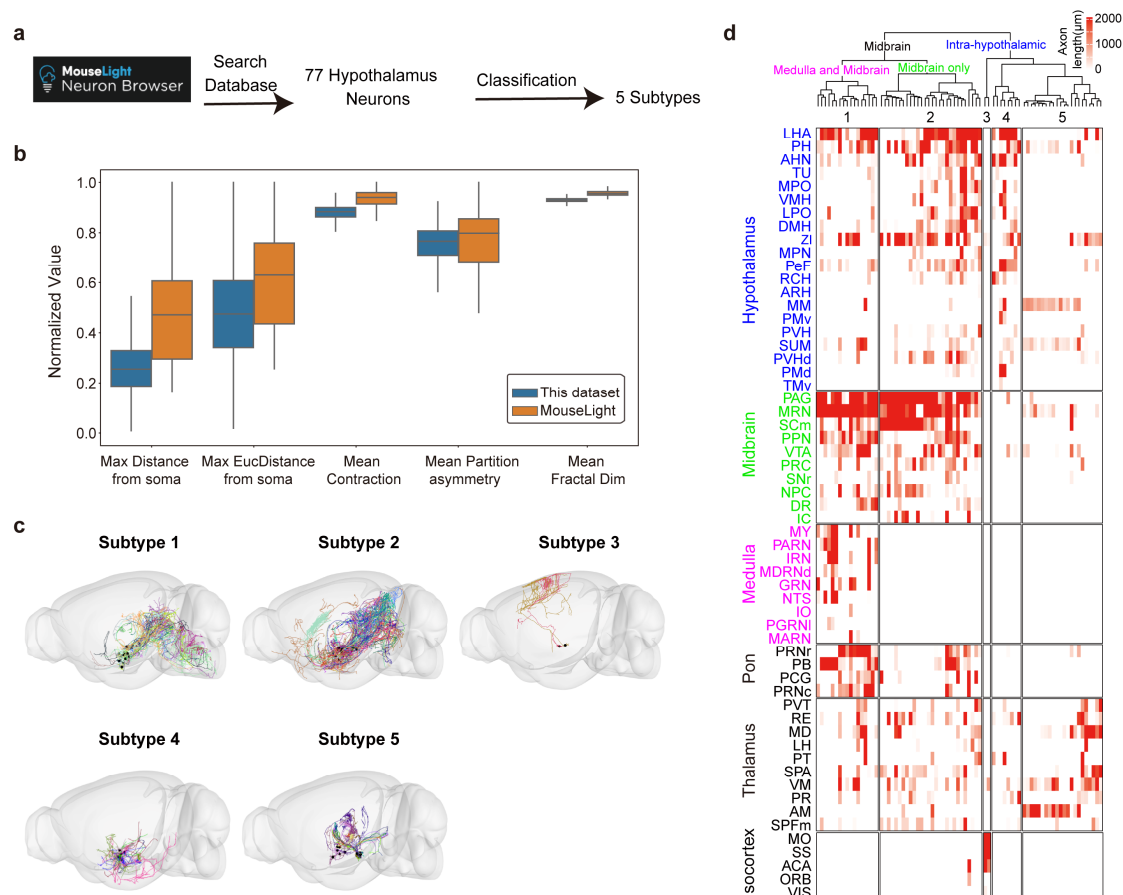 a
MouseLight
Neuron Browser
Search
Database
77 Hypothalamus
Neurons
Classification
5 Subtypes
b
Normalized Value
1.0
0.8
0.6
0.4
0.2
0.0
This dataset
MouseLight
Max Distance
from soma
Max EucDistance
from soma
Mean
Contraction
Mean Partition
asymmetry
Mean
Fractal Dim
c
Subtype 1
Subtype 2
Subtype 3
Subtype 4
Subtype 5
d
Midbrain
Intra-hypothalamic
Medulla and Midbrain
Midbrain only
Axon
length(μm)
2000
1000
0
1 2 3 4 5
Hypothalamus
LHA
PH
AHN
TU
MPO
VMH
LPO
DMH
ZI
MPN
PeF
RCH
ARH
MM
PMv
PVH
SUM
PVHd
PMd
TMv
Midbrain
PAG
MRN
SCm
PPN
VTA
PRC
SNr
NPC
DR
IC
Medulla
MY
PARN
IRN
MDRNd
GRN
NTS
IO
PGRNl
MARN
Pon
PRNr
PB
PCG
PRNc
Thalamus
PVT
RE
MD
LH
PT
SPA
VM
PR
AM
SPFm
socortex
MO
SS
ACA
ORB
VIS